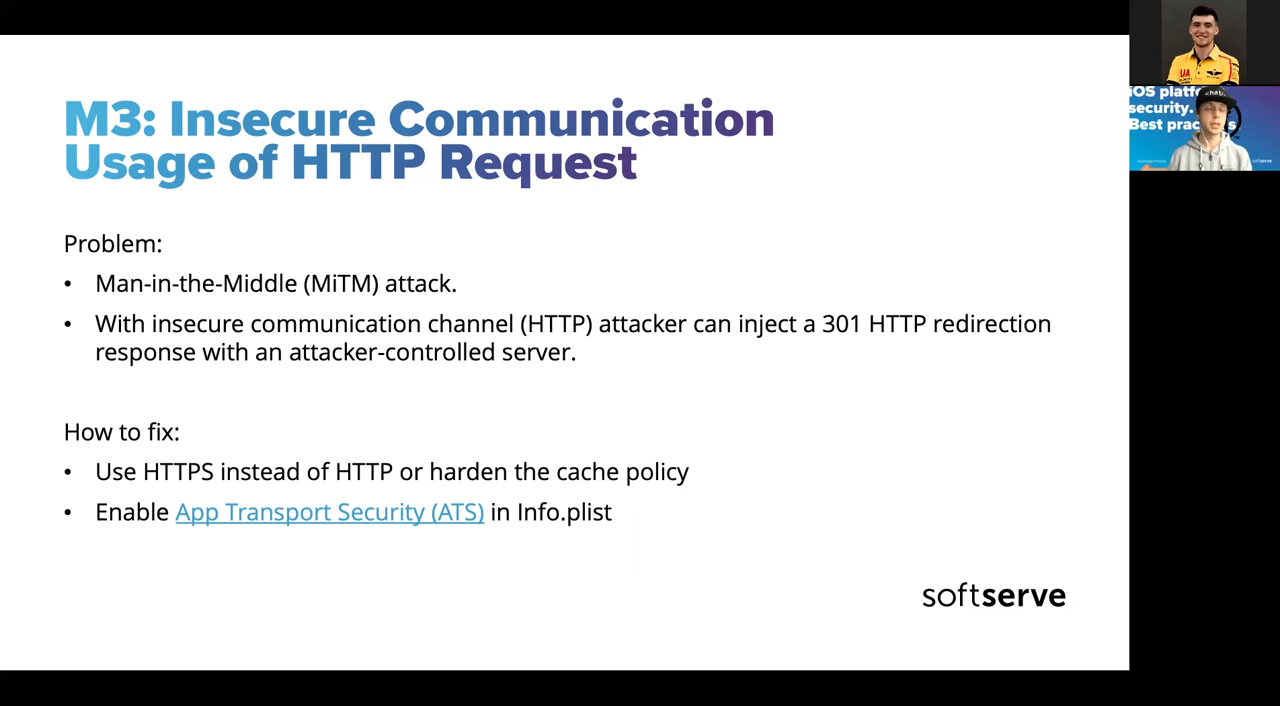 M3: Insecure Communication
Usage of HTTP Request
Problem:
• Man-in-the-Middle (MiTM) attack.
• With insecure communication channel (HTTP) attacker can inject a 301 HTTP redirection
response with an attacker-controlled server.
How to fix:
• Use HTTPS instead of HTTP or harden the cache policy
• Enable App Transport Security (ATS) in Info.plist
softserve
UA
iOS platf
security.
Best prac s
softserve